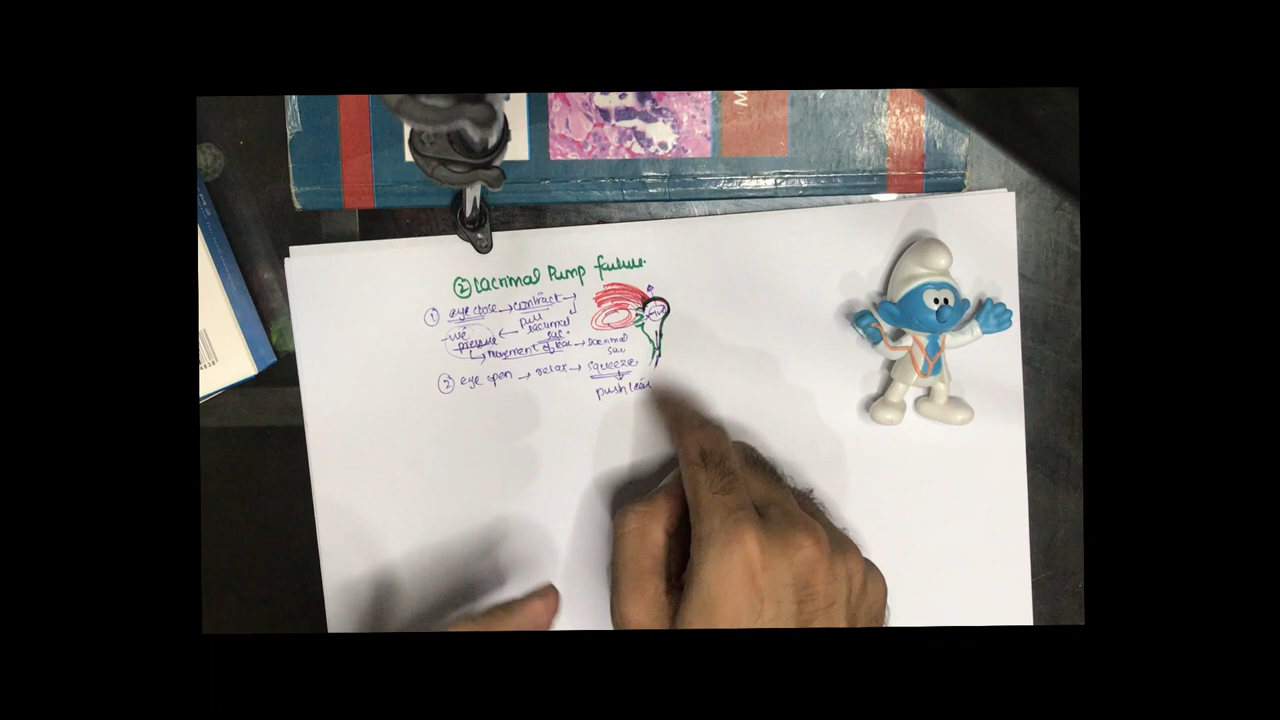 ② Lacrimal Pump failure.
① eye close → contract →
pull
lacrimal
sac.
-ve
pressure
↳ Movement of tear → lacrimal
sac
② eye open → relax → squeeze
push tear
M